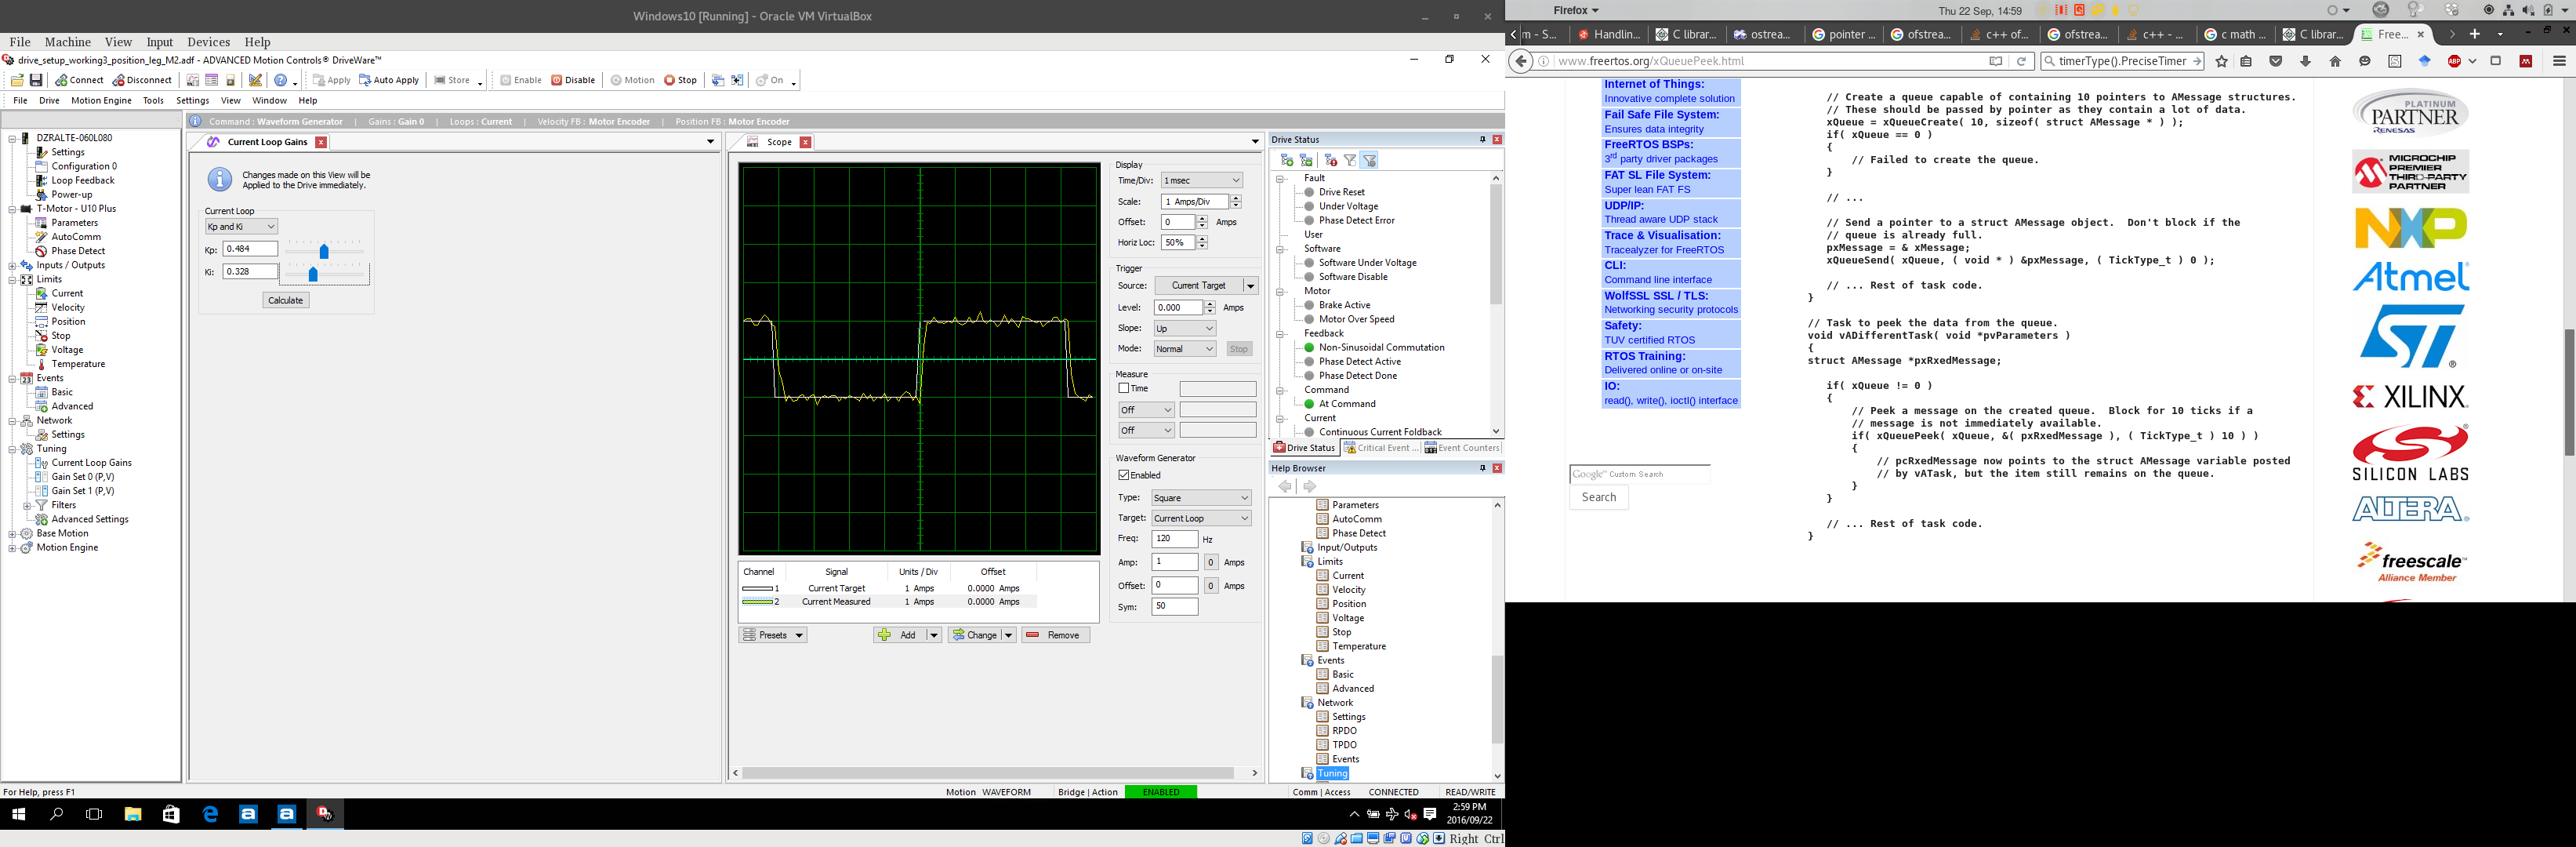 Windows10 [Running] - Oracle VM VirtualBox
File Machine View Input Devices Help
drive_setup_working3_position_leg_M2.adf - ADVANCED Motion Controls® DriveWare™
Connect Disconnect Apply Auto Apply Store Enable Disable Motion Stop On
File Drive Motion Engine Tools Settings View Window Help
Command : Waveform Generator | Gains : Gain 0 | Loops : Current | Velocity FB : Motor Encoder | Position FB : Motor Encoder
DZRALTE-060L080
Settings
Configuration 0
Loop Feedback
Power-up
T-Motor - U10 Plus
Parameters
AutoComm
Phase Detect
Inputs / Outputs
Limits
Current
Velocity
Position
Stop
Voltage
Temperature
Events
Basic
Advanced
Network
Settings
Tuning
Current Loop Gains
Gain Set 0 (P,V)
Gain Set 1 (P,V)
Filters
Advanced Settings
Base Motion
Motion Engine
Current Loop Gains
Changes made on this View will be
Applied to the Drive immediately.
Current Loop
Kp and Ki
Kp: 0.484
Ki: 0.328
Calculate
Scope
Channel Signal Units / Div Offset
1 Current Target 1 Amps 0.0000 Amps
2 Current Measured 1 Amps 0.0000 Amps
Presets Add Change Remove
Display
Time/Div: 1 msec
Scale: 1 Amps/Div
Offset: 0 Amps
Horiz Loc: 50%
Trigger
Source: Current Target
Level: 0.000 Amps
Slope: Up
Mode: Normal Stop
Measure
Time
Off
Off
Waveform Generator
Enabled
Type: Square
Target: Current Loop
Freq: 120 Hz
Amp: 1 0 Amps
Offset: 0 0 Amps
Sym: 50
Drive Status
Fault
Drive Reset
Under Voltage
Phase Detect Error
User
Software
Software Under Voltage
Software Disable
Motor
Brake Active
Motor Over Speed
Feedback
Non-Sinusoidal Commutation
Phase Detect Active
Phase Detect Done
Command
At Command
Current
Continuous Current Foldback
Drive Status Critical Event ... Event Counters
Help Browser
Parameters
AutoComm
Phase Detect
Input/Outputs
Limits
Current
Velocity
Position
Voltage
Stop
Temperature
Events
Basic
Advanced
Network
Settings
RPDO
TPDO
Events
Tuning
For Help, press F1
Motion WAVEFORM Bridge | Action ENABLED Comm | Access CONNECTED READ/WRITE
2:59 PM
2016/09/22
Right Ctrl
Firefox
Thu 22 Sep, 14:59
m - S... Handlin... C librar... ostrea... pointer ... ofstrea... c++ of... ofstrea... c++ - ... c math ... C librar... Free...
www.freertos.org/xQueuePeek.html
timerType().PreciseTimer
ABP
Internet of Things:
Innovative complete solution
Fail Safe File System:
Ensures data integrity
FreeRTOS BSPs:
3rd party driver packages
FAT SL File System:
Super lean FAT FS
UDP/IP:
Thread aware UDP stack
Trace & Visualisation:
Tracealyzer for FreeRTOS
CLI:
Command line interface
WolfSSL SSL / TLS:
Networking security protocols
Safety:
TUV certified RTOS
RTOS Training:
Delivered online or on-site
IO:
read(), write(), ioctl() interface
Google™ Custom Search
Search
// Create a queue capable of containing 10 pointers to AMessage structures.
// These should be passed by pointer as they contain a lot of data.
xQueue = xQueueCreate( 10, sizeof( struct AMessage * ) );
if( xQueue == 0 )
{
// Failed to create the queue.
}
// ...
// Send a pointer to a struct AMessage object. Don't block if the
// queue is already full.
pxMessage = & xMessage;
xQueueSend( xQueue, ( void * ) &pxMessage, ( TickType_t ) 0 );
// ... Rest of task code.
}
// Task to peek the data from the queue.
void vADifferentTask( void *pvParameters )
{
struct AMessage *pxRxedMessage;
if( xQueue != 0 )
{
// Peek a message on the created queue. Block for 10 ticks if a
// message is not immediately available.
if( xQueuePeek( xQueue, &( pxRxedMessage ), ( TickType_t ) 10 ) )
{
// pcRxedMessage now points to the struct AMessage variable posted
// by vATask, but the item still remains on the queue.
}
}
// ... Rest of task code.
}
PLATINUM
PARTNER
RENESAS
MICROCHIP
PREMIER
THIRD-PARTY
PARTNER
NXP
Atmel
ST
XILINX
SILICON LABS
ALTERA
freescale™
Alliance Member